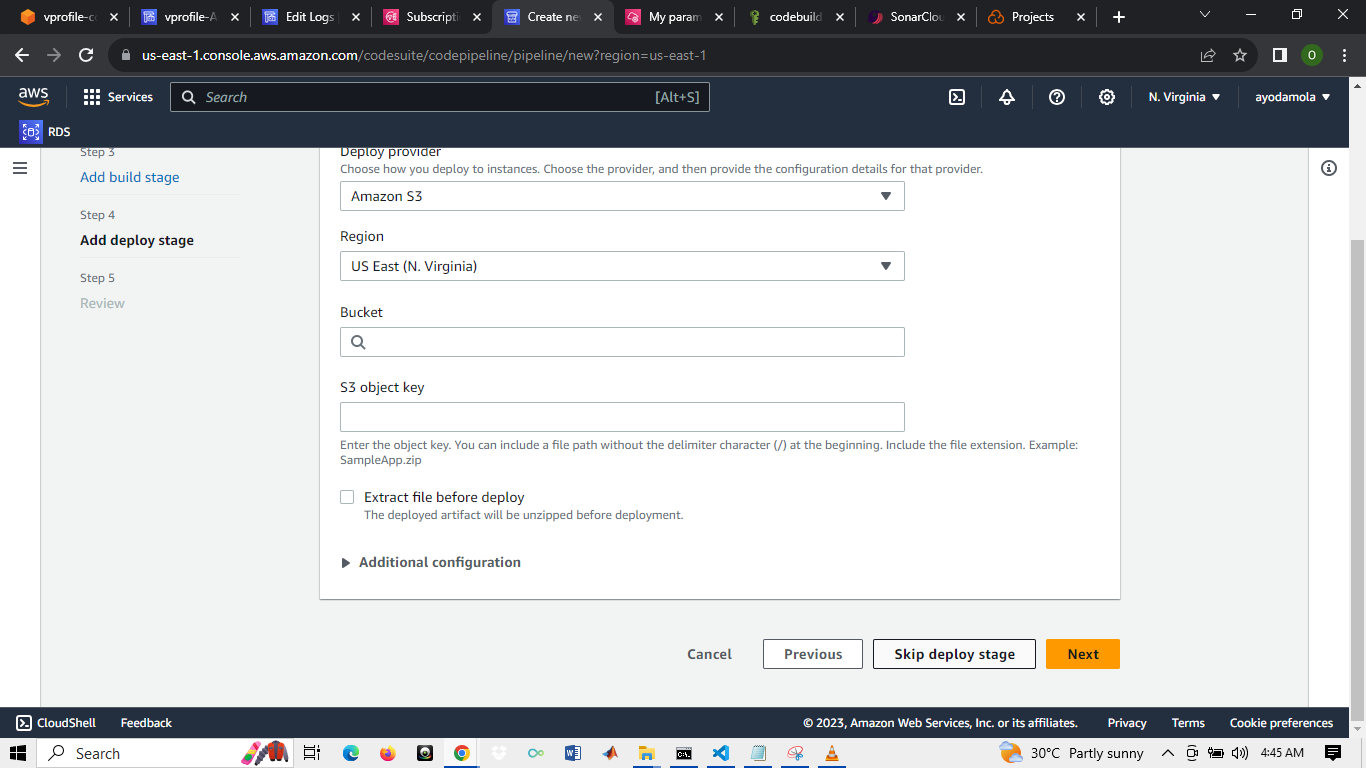 vprofile-c
vprofile-A
Edit Logs
Subscripti
Create ne
My param
codebuild
SonarClou
Projects
us-east-1.console.aws.amazon.com/codesuite/codepipeline/pipeline/new?region=us-east-1
O
aws
Services
Search
[Alt+S]
N. Virginia
ayodamola
RDS
Step 3
Add build stage
Step 4
Add deploy stage
Step 5
Review
Deploy provider
Choose how you deploy to instances. Choose the provider, and then provide the configuration details for that provider.
Amazon S3
Region
US East (N. Virginia)
Bucket
S3 object key
Enter the object key. You can include a file path without the delimiter character (/) at the beginning. Include the file extension. Example:
SampleApp.zip
Extract file before deploy
The deployed artifact will be unzipped before deployment.
Additional configuration
Cancel
Previous
Skip deploy stage
Next
CloudShell
Feedback
© 2023, Amazon Web Services, Inc. or its affiliates.
Privacy
Terms
Cookie preferences
Search
30°C Partly sunny
4:45 AM